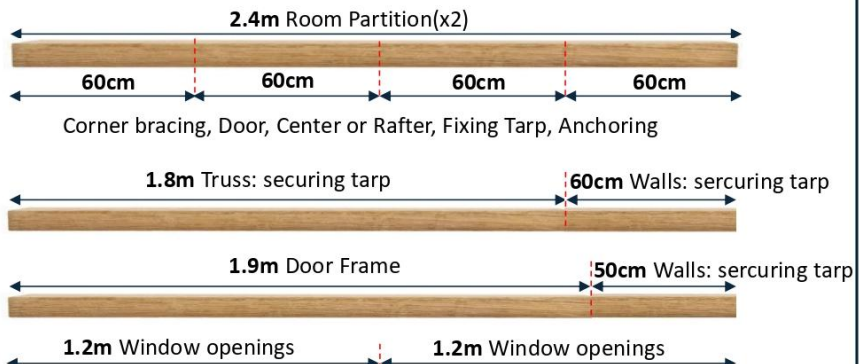 2.4m Room Partition(x2)
60cm 60cm 60cm 60cm
Corner bracing, Door, Center or Rafter, Fixing Tarp, Anchoring
1.8m Truss: securing tarp 60cm Walls: sercuring tarp
1.9m Door Frame 50cm Walls: sercuring tarp
1.2m Window openings 1.2m Window openings